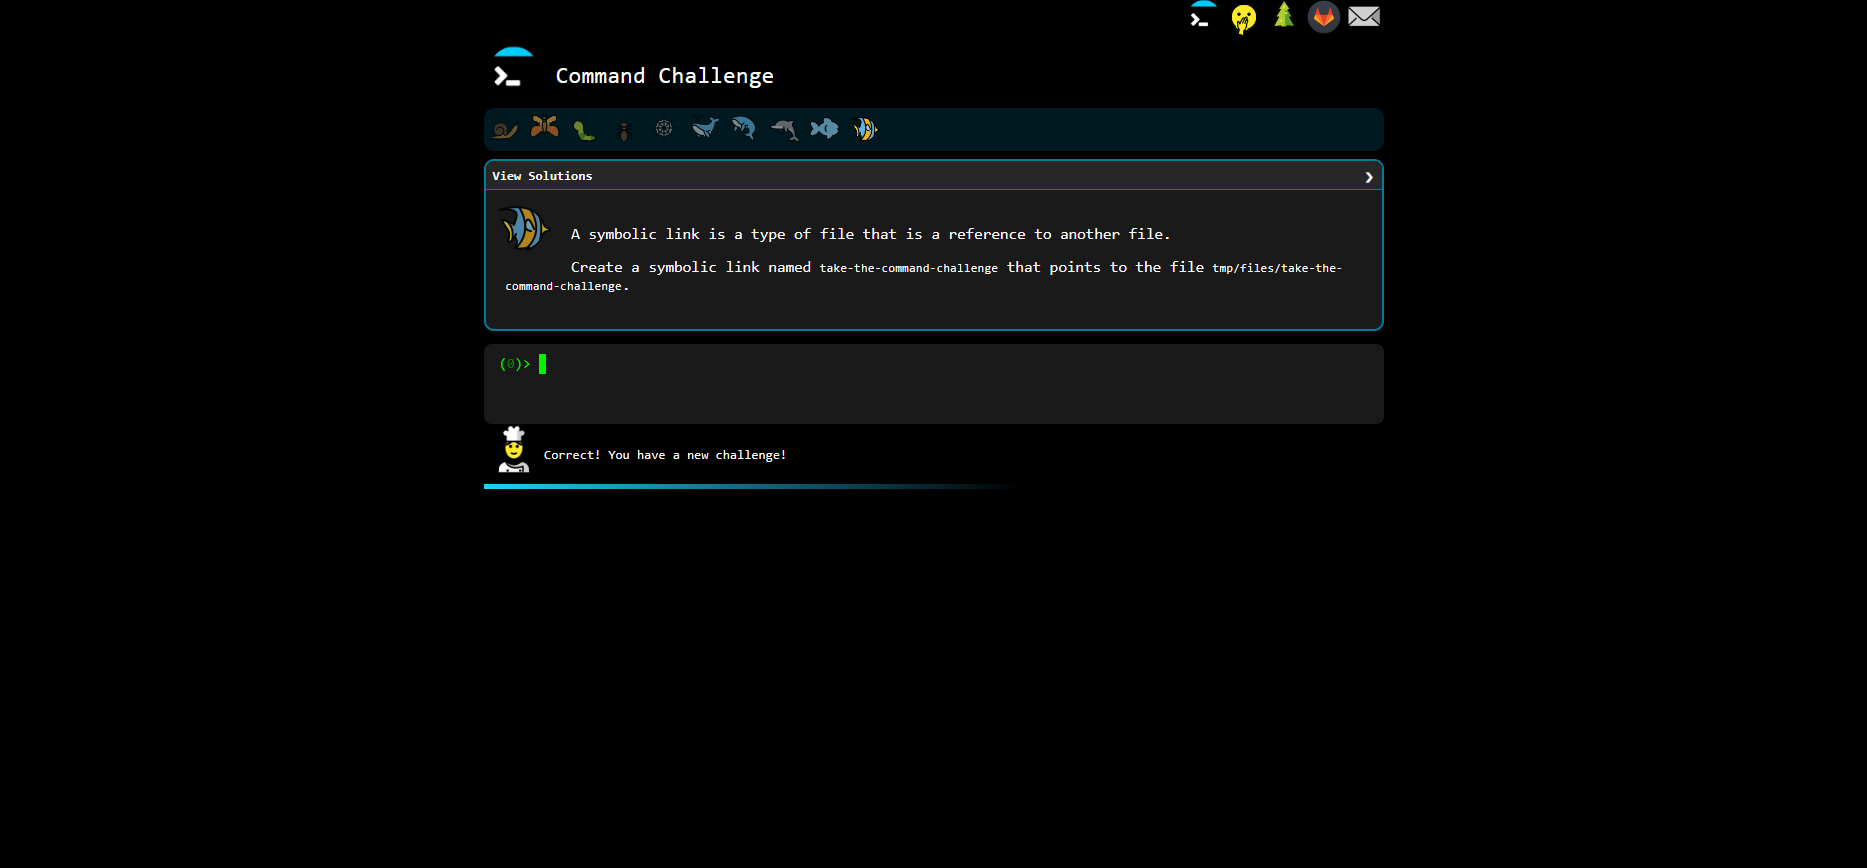 Command Challenge
View Solutions
A symbolic link is a type of file that is a reference to another file.
Create a symbolic link named take-the-command-challenge that points to the file tmp/files/take-the-
command-challenge.
(0)>
Correct! You have a new challenge!